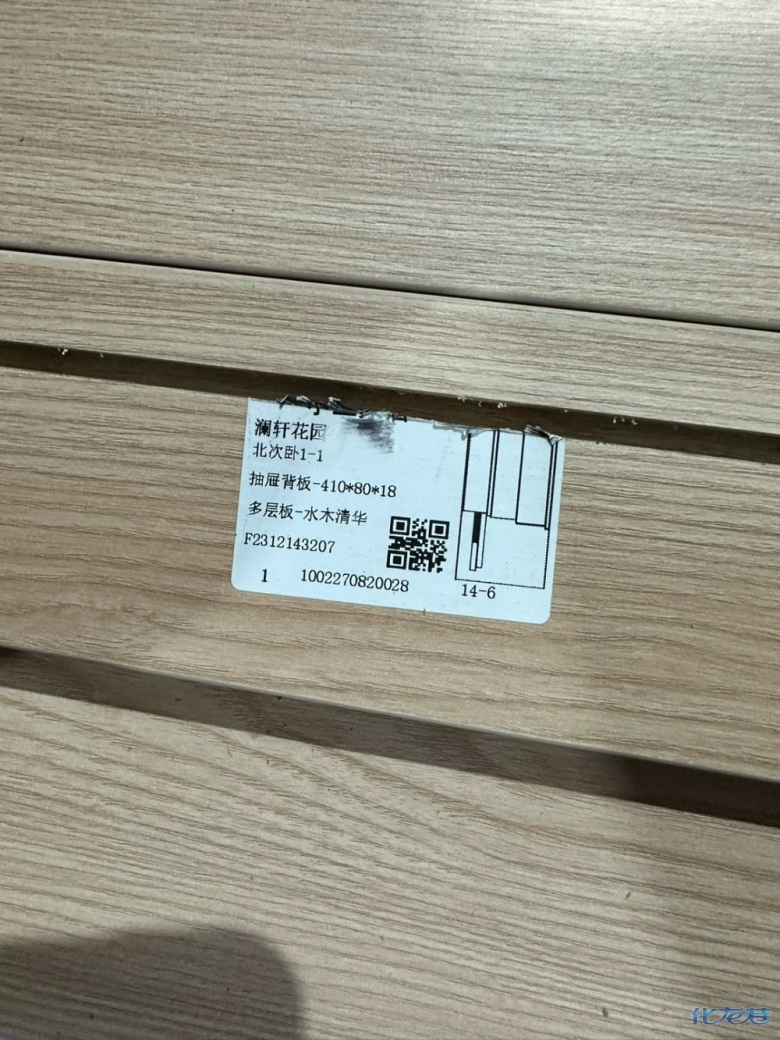 澜轩花园
北次卧1-1
抽屉背板-410*80*18
多层板-水木清华
F2312143207
1 1002270820028
14-6
化龙巷